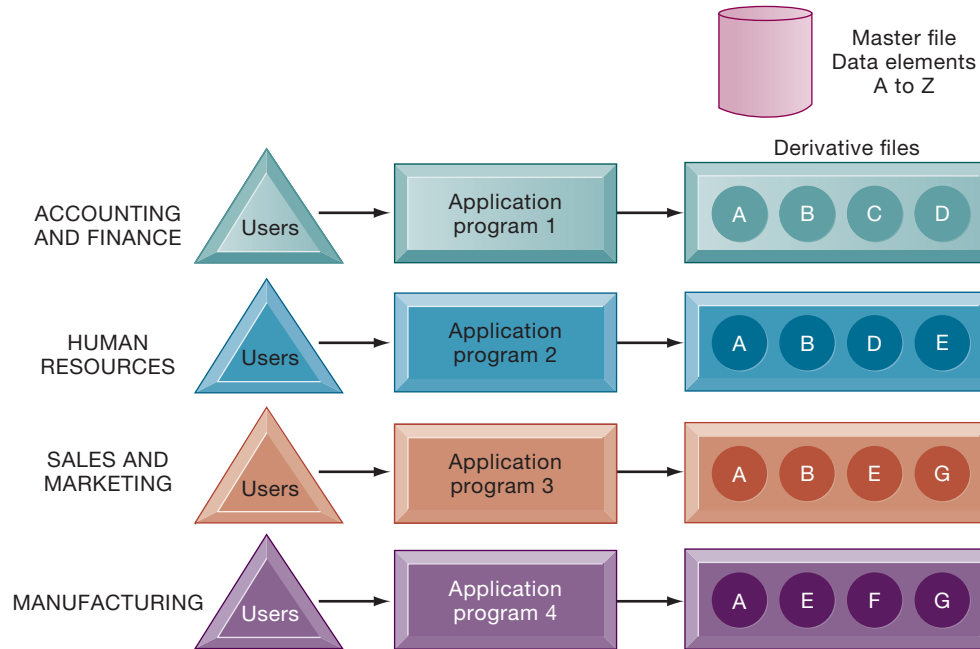 Master file
Data elements
A to Z
Derivative files
ACCOUNTING
AND FINANCE
Users
Application
program 1
A B C D
HUMAN
RESOURCES
Users
Application
program 2
A B D E
SALES AND
MARKETING
Users
Application
program 3
A B E G
MANUFACTURING
Users
Application
program 4
A E F G